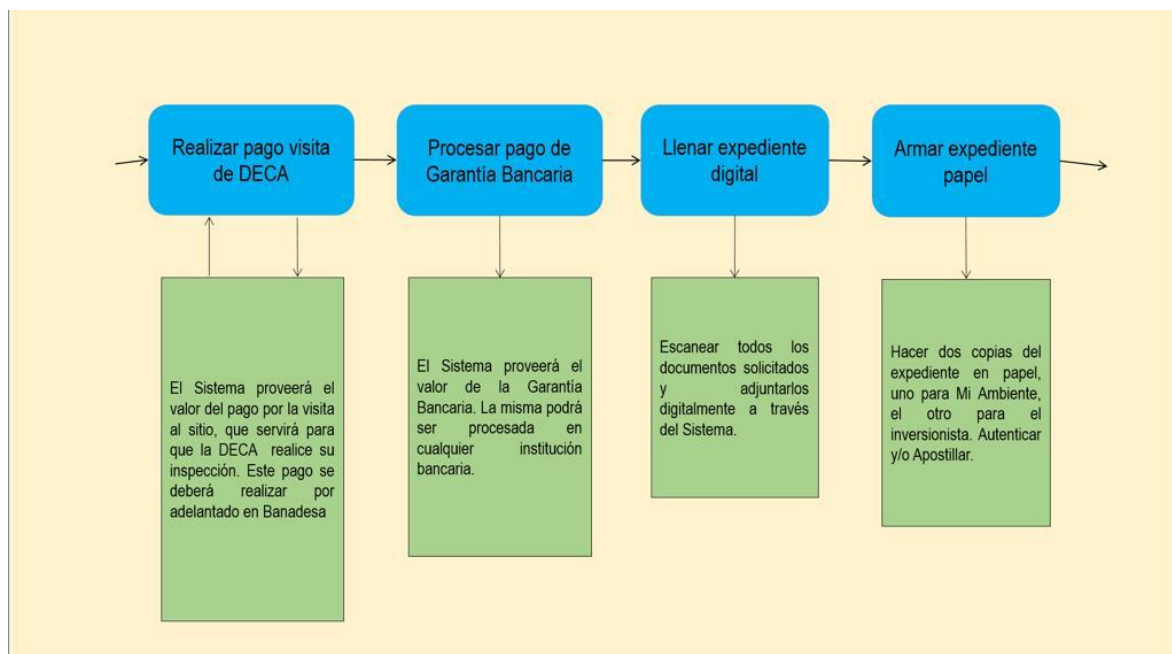 Realizar pago visita
de DECA
Procesar pago de
Garantía Bancaria
Llenar expediente
digital
Armar expediente
papel
El Sistema proveerá el
valor del pago por la visita
al sitio, que servirá para
que la DECA realice su
inspección. Este pago se
deberá realizar por
adelantado en Banadesa
El Sistema proveerá el
valor de la Garantía
Bancaria. La misma podrá
ser procesada en
cualquier institución
bancaria.
Escanear todos los
documentos solicitados
y adjuntarlos
digitalmente a través
del Sistema.
Hacer dos copias del
expediente en papel,
uno para Mi Ambiente,
el otro para el
inversionista. Autenticar
y/o Apostillar.